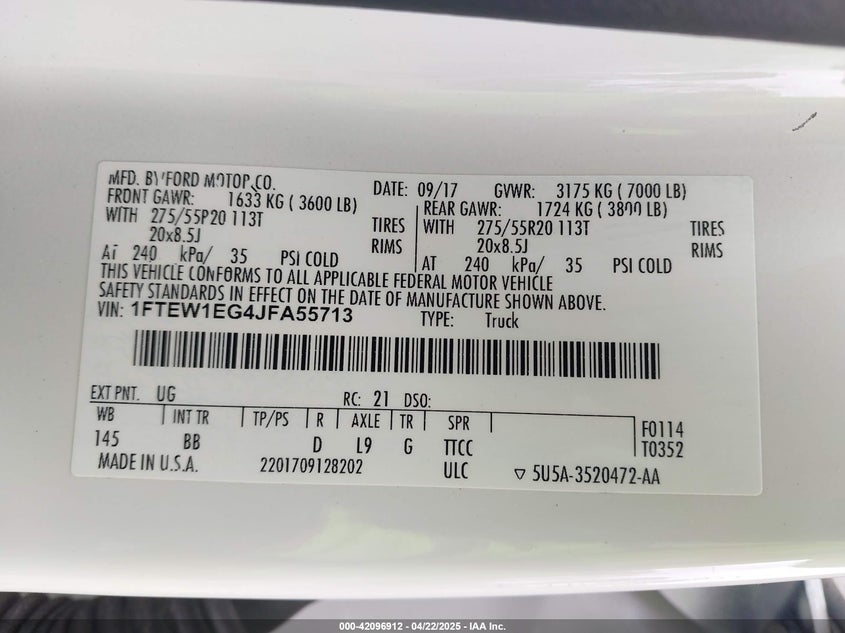 MFD. BY FORD MOTOR CO. DATE: 09/17 GVWR: 3175 KG ( 7000 LB)
FRONT GAWR: 1633 KG ( 3600 LB) REAR GAWR: 1724 KG ( 3800 LB)
WITH 275/55R20 113T TIRES WITH 275/55R20 113T TIRES
20x8.5J RIMS 20x8.5J RIMS
AT 240 kPa/ 35 PSI COLD AT 240 kPa/ 35 PSI COLD
THIS VEHICLE CONFORMS TO ALL APPLICABLE FEDERAL MOTOR VEHICLE
SAFETY STANDARDS IN EFFECT ON THE DATE OF MANUFACTURE SHOWN ABOVE.
VIN: 1FTEW1EG4JFA55713 TYPE: Truck
EXT PNT. UG RC: 21 DSO:
WB INT TR TP/PS R AXLE TR SPR F0114
145 BB D L9 G TTCC T0352
MADE IN U.S.A. 2201709128202 ULC ▽ 5U5A-3520472-AA
000-42096912 - 04/22/2025 - IAA Inc.